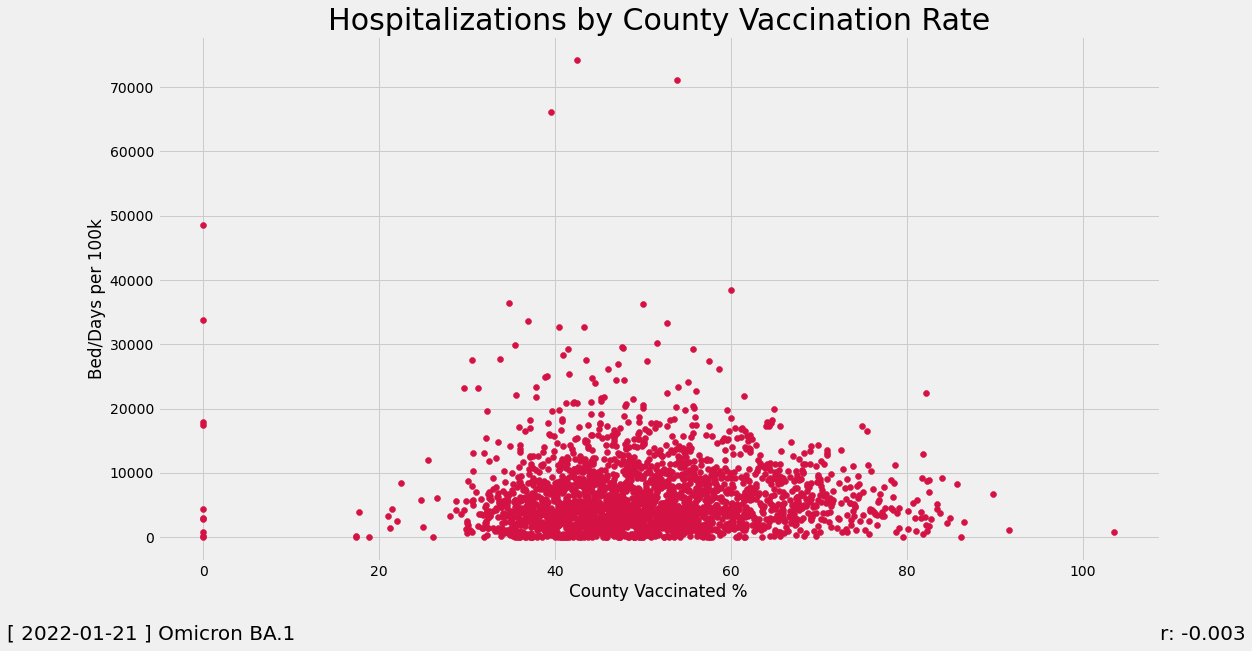 Hospitalizations by County Vaccination Rate
70000
60000
50000
40000
30000
20000
10000
0
Bed/Days per 100k
0 20 40 60 80 100
County Vaccinated %
[ 2022-01-21 ] Omicron BA.1 r: -0.003